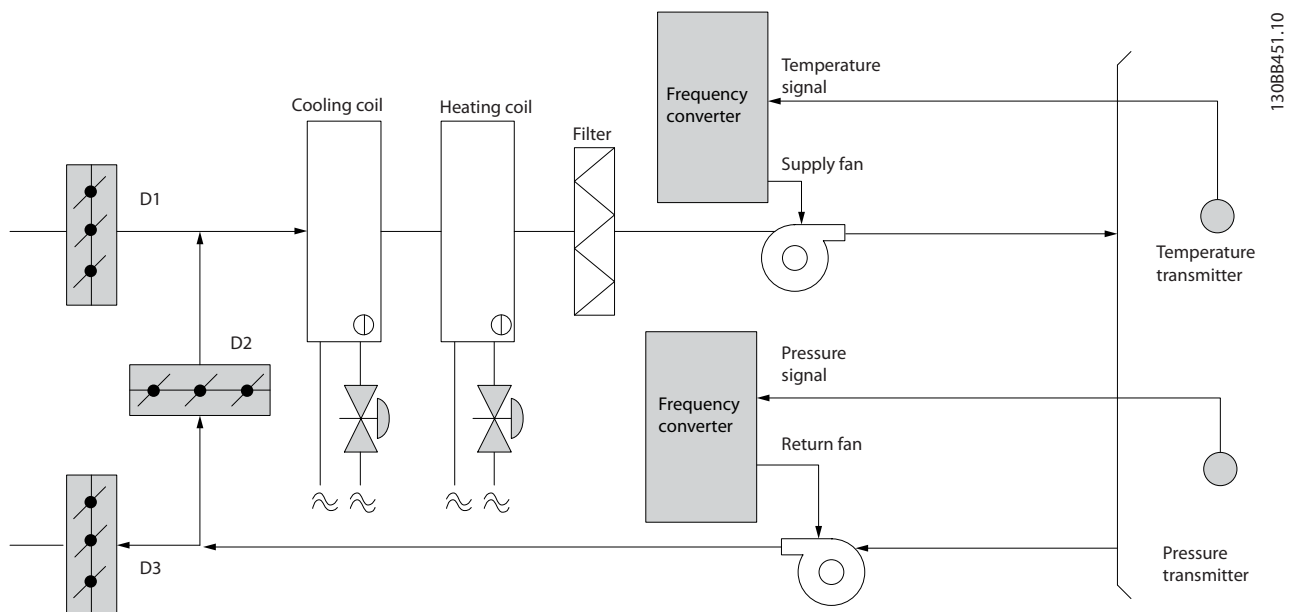 130BB451.10
Temperature
signal
Frequency
converter
Cooling coil
Heating coil
Filter
Supply fan
D1
Temperature
transmitter
D2
Pressure
signal
Frequency
converter
Return fan
D3
Pressure
transmitter